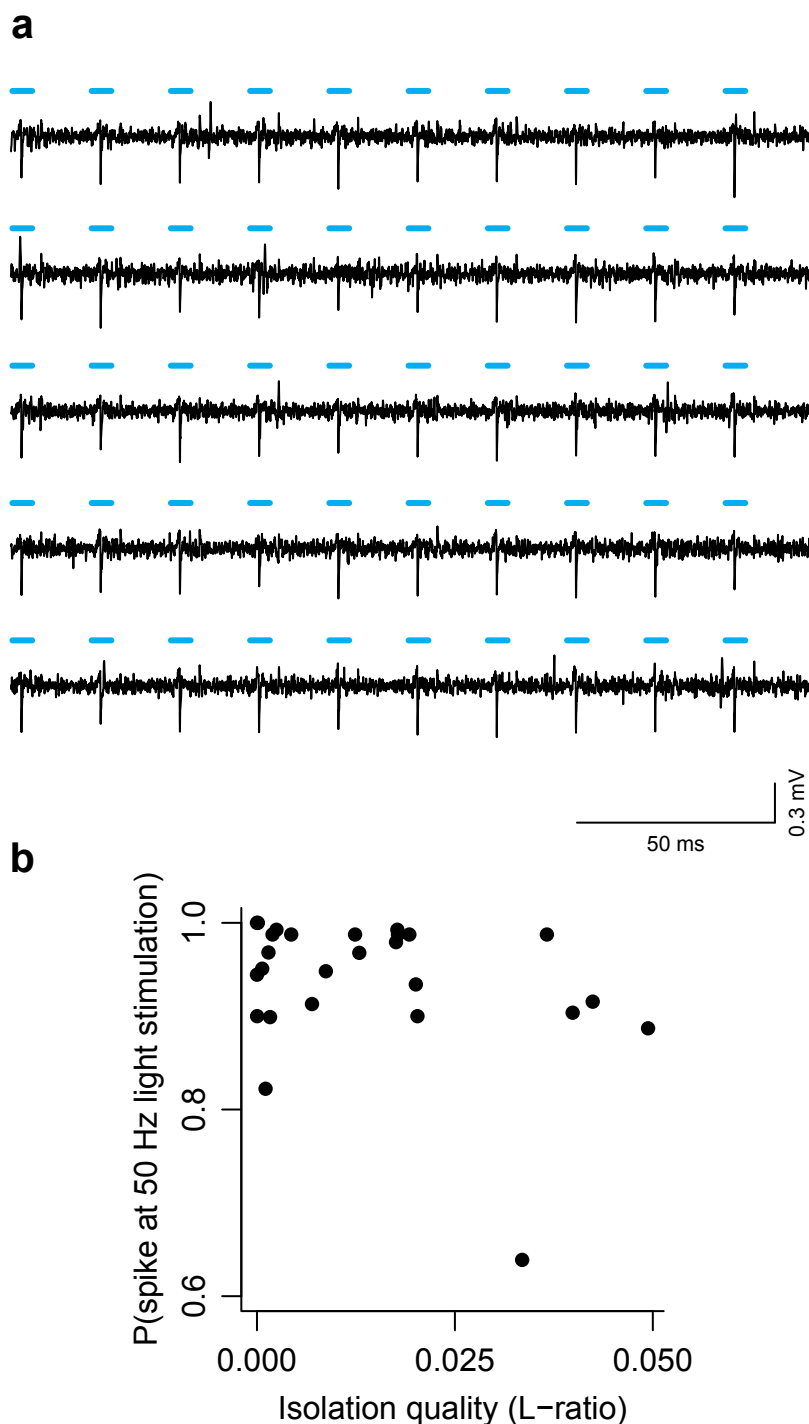 a
0.3 mV
50 ms
b
P(spike at 50 Hz light stimulation)
1.0
0.8
0.6
0.000 0.025 0.050
Isolation quality (L−ratio)